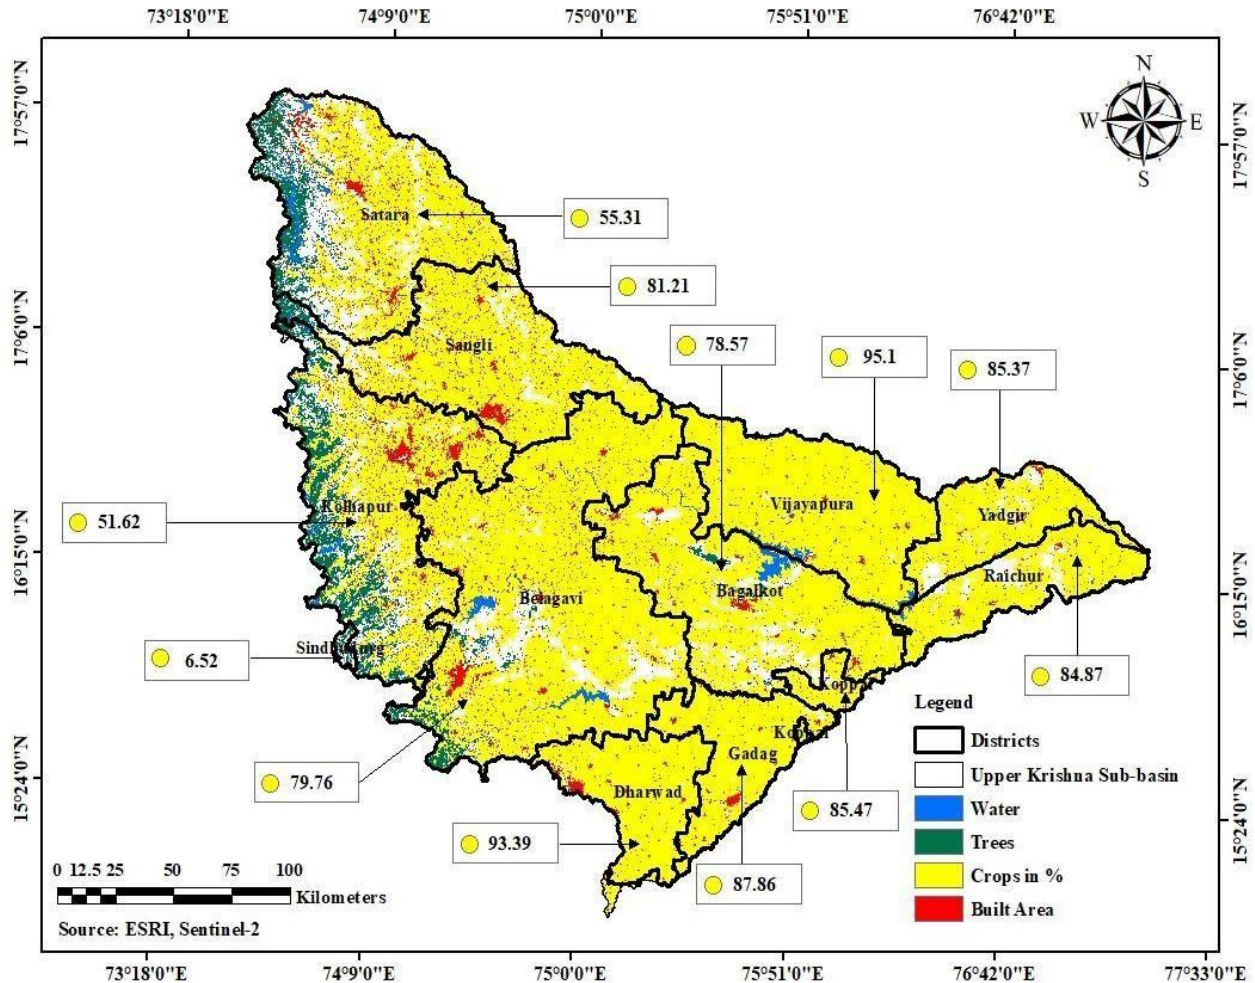 73°18'0"E 74°9'0"E 75°0'0"E 75°51'0"E 76°42'0"E
17°57'0"N
17°57'0"N
N
W E
S
Satara
55.31
81.21
17°6'0"N
17°6'0"N
Sangli
78.57
95.1
85.37
Kolhapur
51.62
Vijayapura
Yadgir
16°15'0"N
16°15'0"N
Raichur
Belagavi
Bagalkot
6.52
84.87
Koppal
Gadag
Dharwad
79.76
85.47
93.39
87.86
15°24'0"N
15°24'0"N
Legend
Districts
Upper Krishna Sub-basin
Water
Trees
Crops in %
Built Area
0 12.5 25 50 75 100
Kilometers
Source: ESRI, Sentinel-2
73°18'0"E 74°9'0"E 75°0'0"E 75°51'0"E 76°42'0"E 77°33'0"E